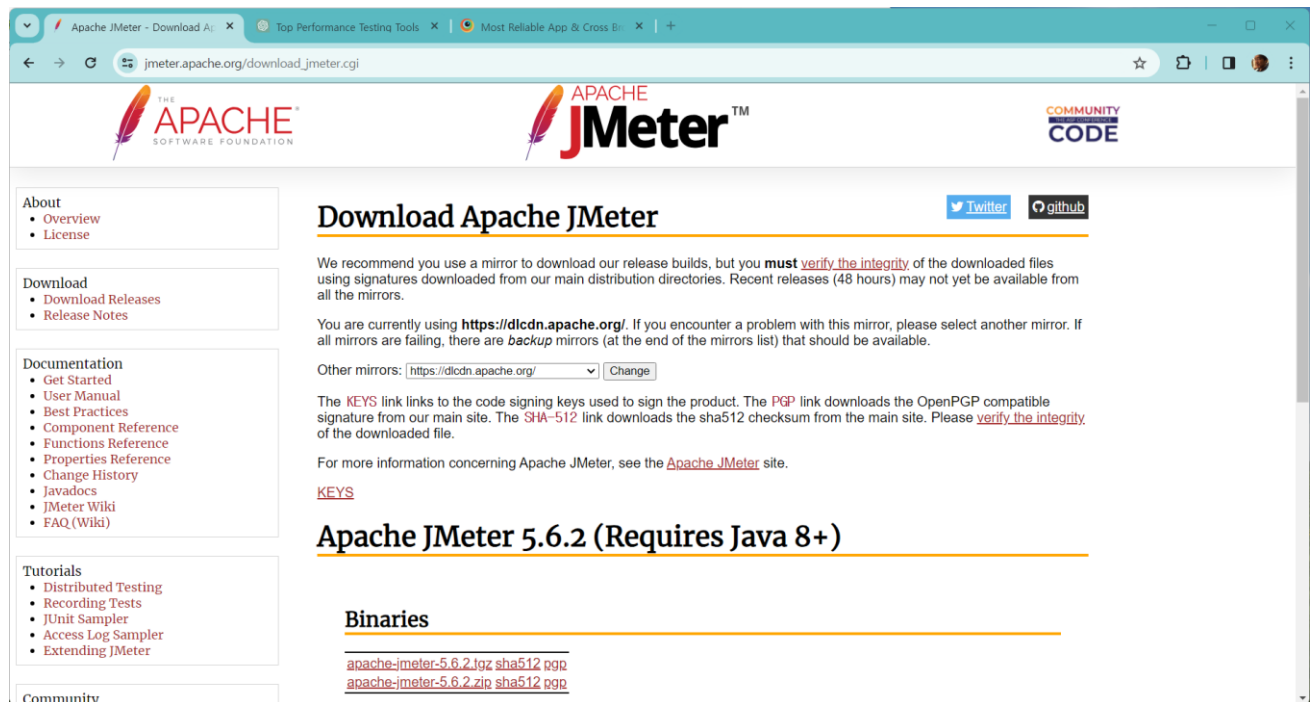 Apache JMeter - Download Ap
Top Performance Testing Tools
Most Reliable App & Cross Bro
jmeter.apache.org/download_jmeter.cgi
THE
APACHE®
SOFTWARE FOUNDATION
APACHE
JMeter™
COMMUNITY
THE ASF CONFERENCE
CODE
About
Overview
License
Download
Download Releases
Release Notes
Documentation
Get Started
User Manual
Best Practices
Component Reference
Functions Reference
Properties Reference
Change History
Javadocs
JMeter Wiki
FAQ (Wiki)
Tutorials
Distributed Testing
Recording Tests
JUnit Sampler
Access Log Sampler
Extending JMeter
Community
Download Apache JMeter
Twitter
github
We recommend you use a mirror to download our release builds, but you must verify the integrity of the downloaded files
using signatures downloaded from our main distribution directories. Recent releases (48 hours) may not yet be available from
all the mirrors.
You are currently using https://dlcdn.apache.org/. If you encounter a problem with this mirror, please select another mirror. If
all mirrors are failing, there are backup mirrors (at the end of the mirrors list) that should be available.
Other mirrors: https://dlcdn.apache.org/ Change
The KEYS link links to the code signing keys used to sign the product. The PGP link downloads the OpenPGP compatible
signature from our main site. The SHA-512 link downloads the sha512 checksum from the main site. Please verify the integrity
of the downloaded file.
For more information concerning Apache JMeter, see the Apache JMeter site.
KEYS
Apache JMeter 5.6.2 (Requires Java 8+)
Binaries
apache-jmeter-5.6.2.tgz sha512 pgp
apache-jmeter-5.6.2.zip sha512 pgp